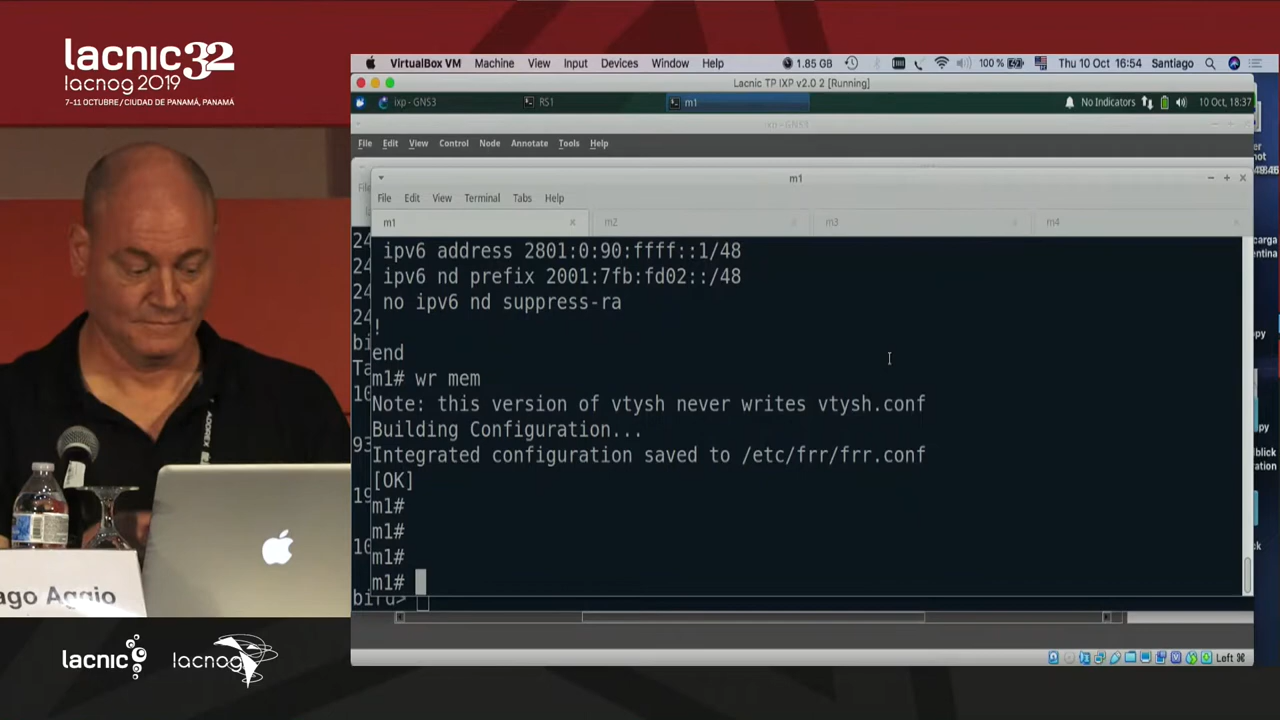 lacnic32
lacnog 2019
7-11 OCTUBRE / CIUDAD DE PANAMÁ, PANAMÁ
VirtualBox VM Machine View Input Devices Window Help 1.85 GB 100 % Thu 10 Oct 16:54 Santiago
Lacnic TP IXP v2.0 2 [Running]
ixp - GNS3 RS1 m1 No Indicators 10 Oct, 18:37
ixp - GNS3
File Edit View Control Node Annotate Tools Help
m1
File Edit View Terminal Tabs Help
m1 m2 m3 m4
ipv6 address 2801:0:90:ffff::1/48
ipv6 nd prefix 2001:7fb:fd02::/48
no ipv6 nd suppress-ra
!
end
m1# wr mem
Note: this version of vtysh never writes vtysh.conf
Building Configuration...
Integrated configuration saved to /etc/frr/frr.conf
[OK]
m1#
m1#
m1#
m1#
bird>
Left ⌘
ago Aggio
lacnic
lacnog